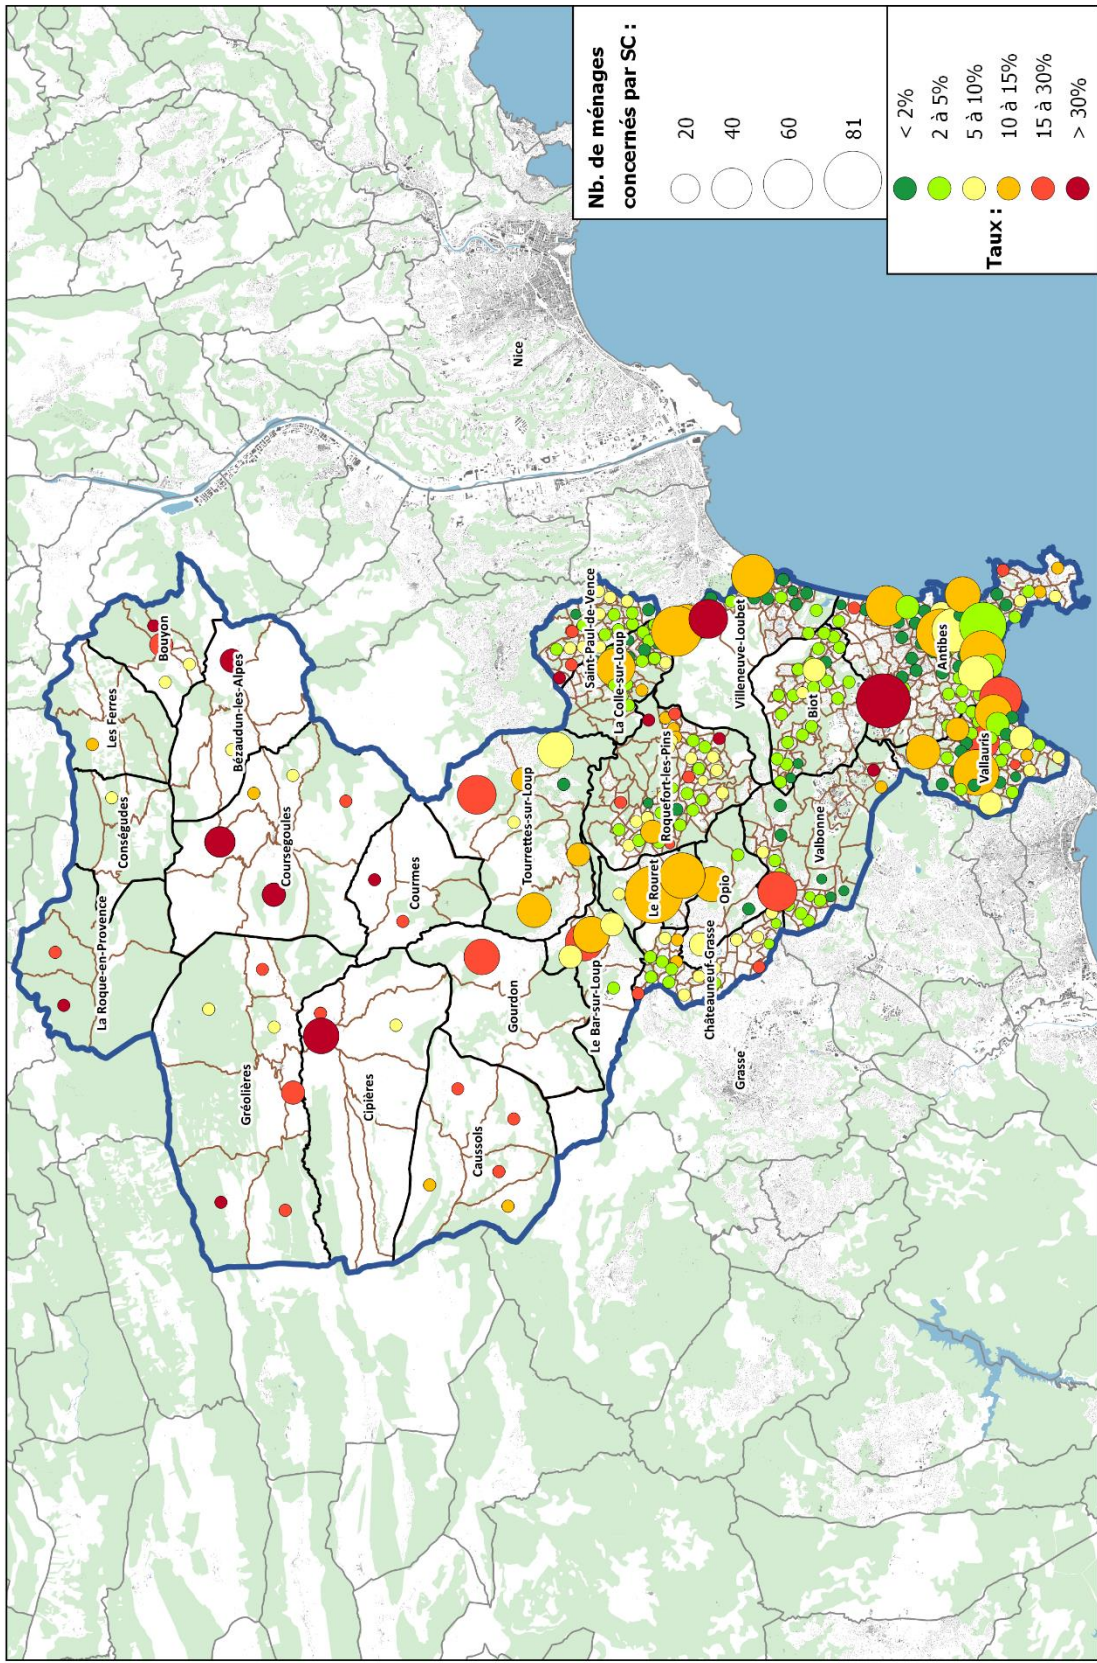 La Roque-en-Provence
Conségudes
Les Ferres
Bouyon
Bézaudun-les-Alpes
Coursegoules
Gréolières
Cipières
Courmes
Caussols
Gourdon
Tourrettes-sur-Loup
Le Bar-sur-Loup
Saint-Paul-de-Vence
La Colle-sur-Loup
Roquefort-les-Pins
Le Rouret
Opio
Châteauneuf-Grasse
Villeneuve-Loubet
Biot
Valbonne
Antibes
Vallauris
Grasse
Nice
Nb. de ménages
concernés par SC :
20
40
60
81
Taux :
< 2%
2 à 5%
5 à 10%
10 à 15%
15 à 30%
> 30%